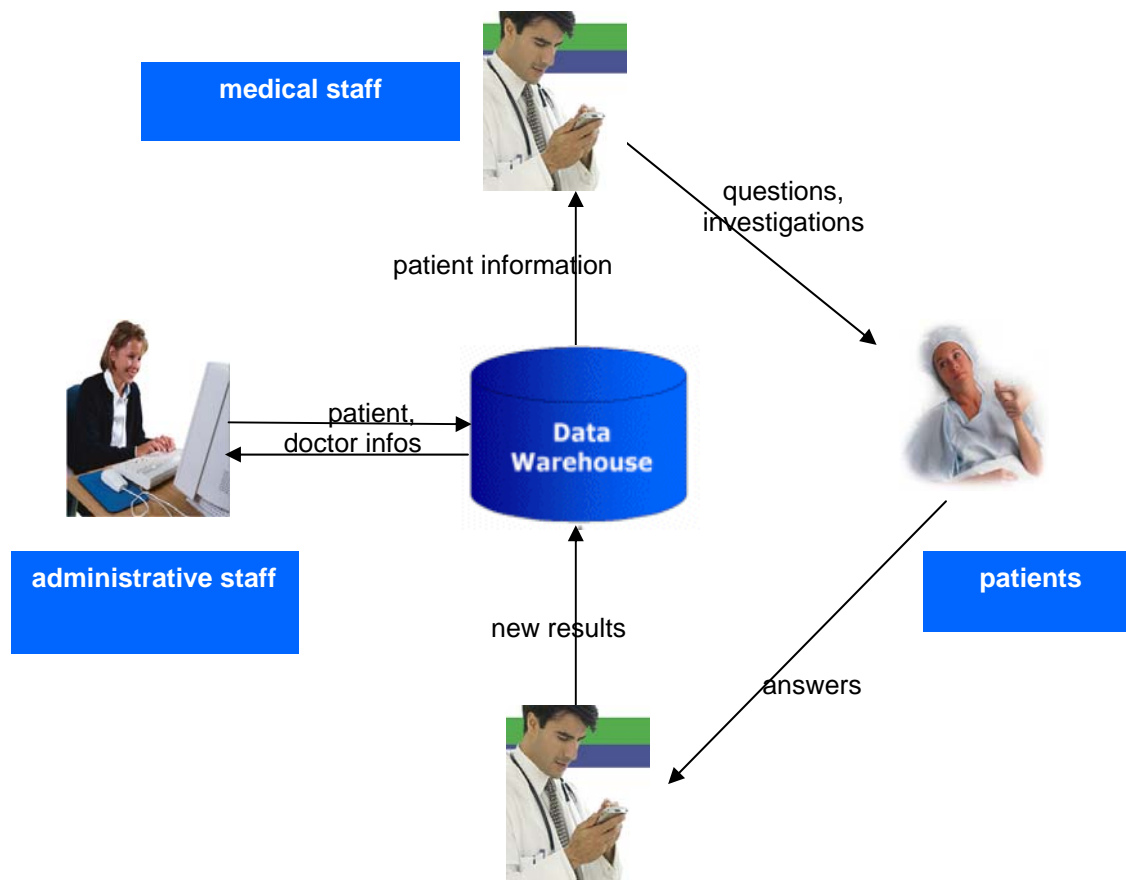 medical staff
questions,
investigations
patient information
patient,
doctor infos
Data
Warehouse
administrative staff
patients
new results
answers